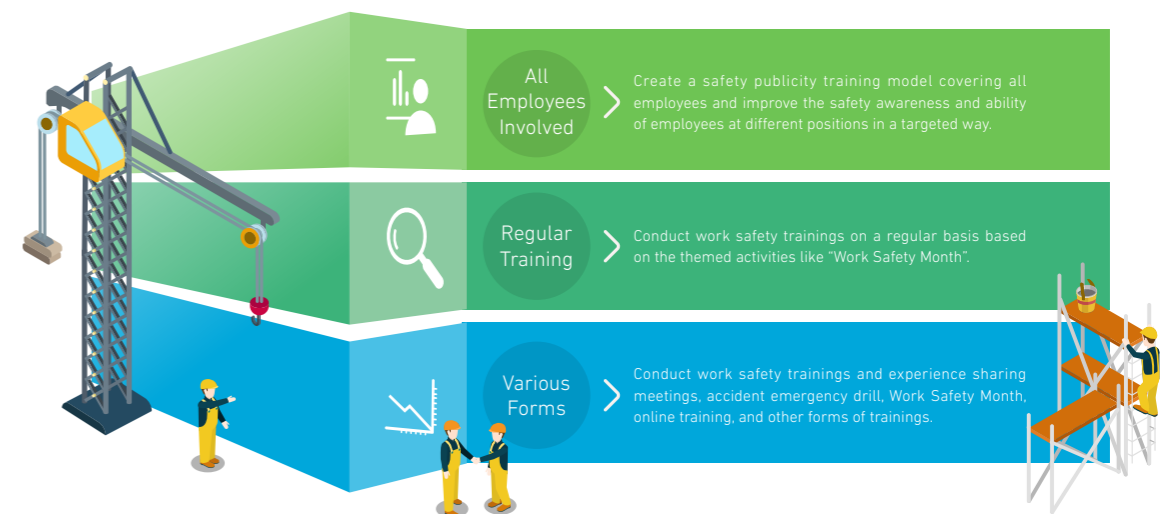 All
Employees
Involved
Create a safety publicity training model covering all
employees and improve the safety awareness and ability
of employees at different positions in a targeted way.
Regular
Training
Conduct work safety trainings on a regular basis based
on the themed activities like “Work Safety Month”.
Various
Forms
Conduct work safety trainings and experience sharing
meetings, accident emergency drill, Work Safety Month,
online training, and other forms of trainings.